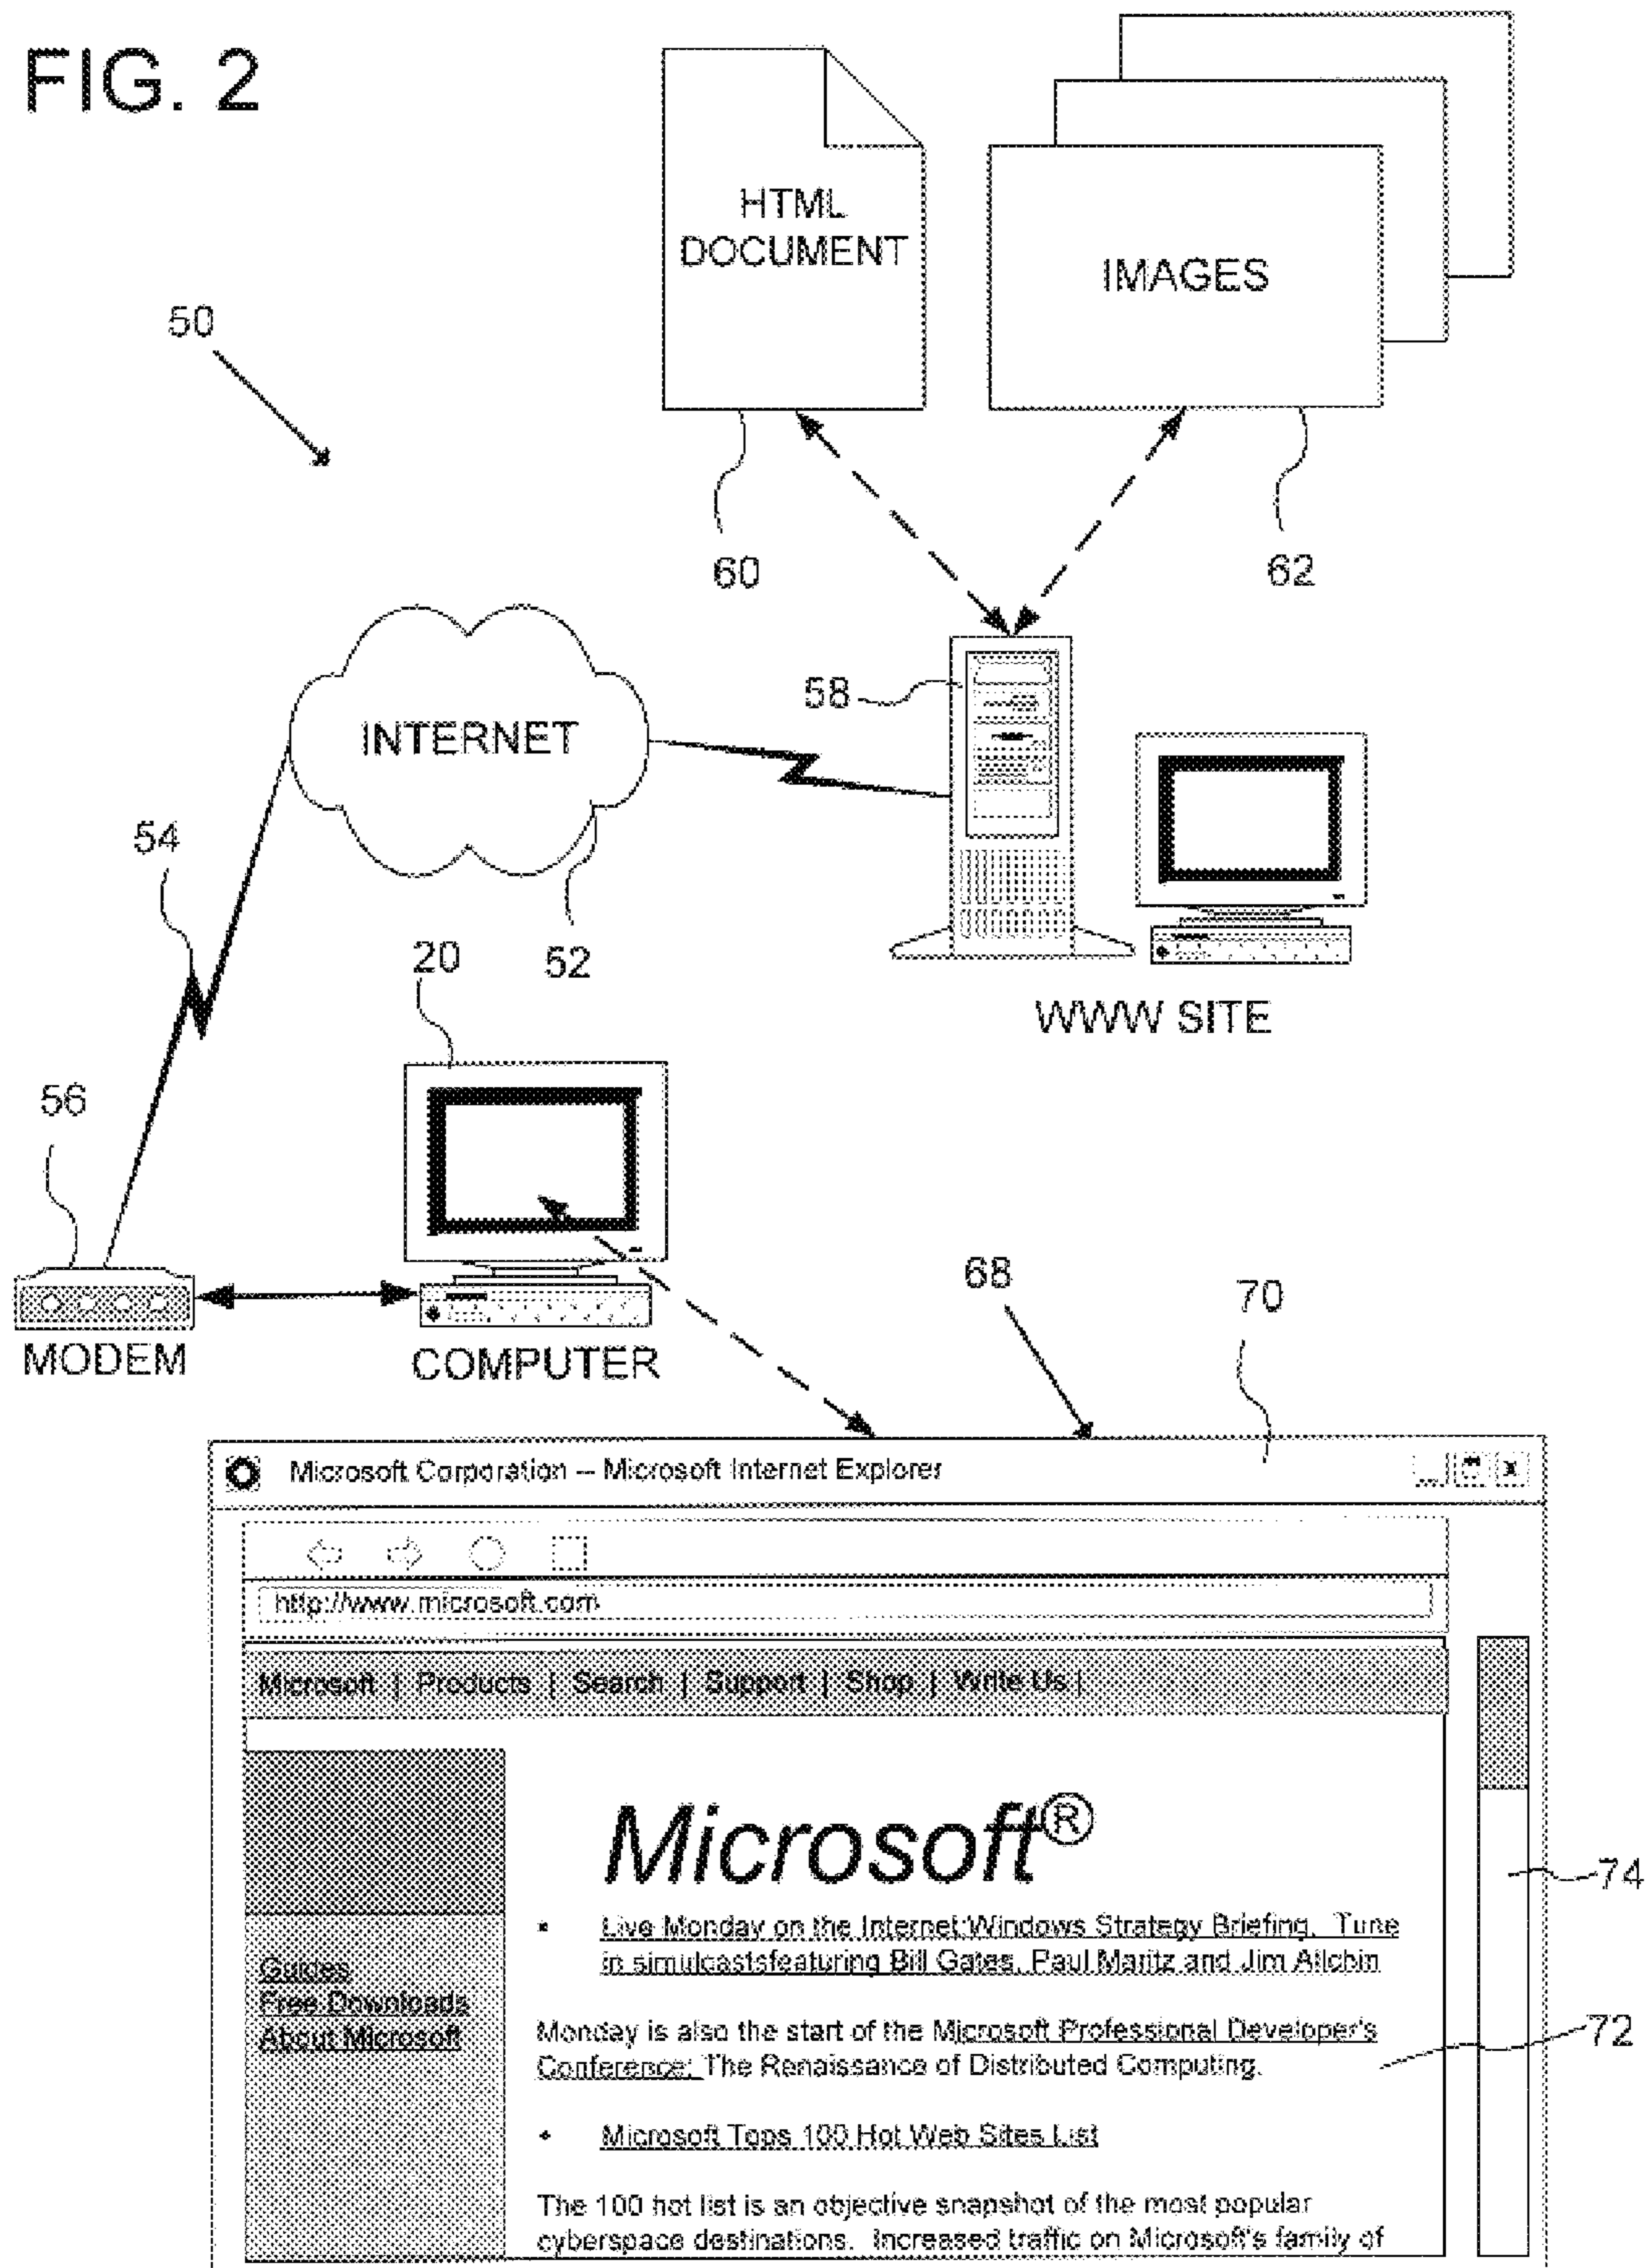 FIG. 2
HTML
DOCUMENT
IMAGES
50
60
62
INTERNET
58
54
52
20
WWW SITE
56
MODEM
COMPUTER
68
70
Microsoft Corporation -- Microsoft Internet Explorer
http://www.microsoft.com
Microsoft | Products | Search | Support | Shop | Write Us |
Microsoft®
74
• Live Monday on the Internet:Windows Strategy Briefing. Tune
in simulcastsfeaturing Bill Gates, Paul Maritz and Jim Allchin
Guides
Free Downloads
About Microsoft
Monday is also the start of the Microsoft Professional Developer's
Conference: The Renaissance of Distributed Computing.
72
• Microsoft Tops 100 Hot Web Sites List
The 100 hot list is an objective snapshot of the most popular
cyberspace destinations. Increased traffic on Microsoft's family of